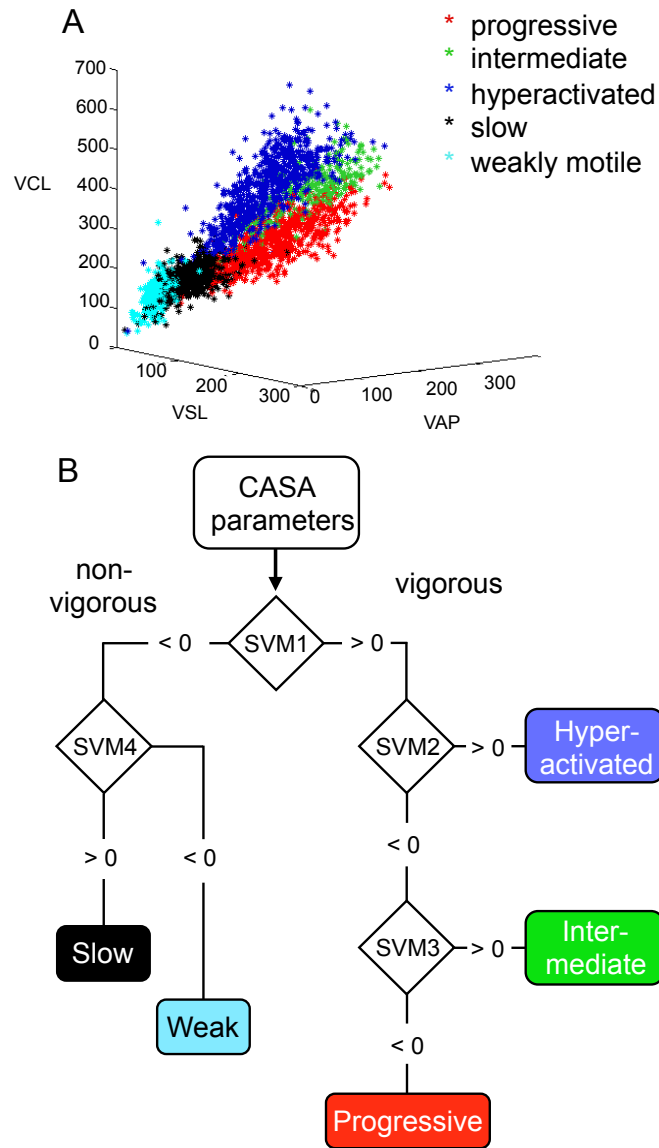 A
* progressive
* intermediate
* hyperactivated
* slow
* weakly motile
700
600
500
VCL
400
300
200
100
0
100
200
300
VSL
0
100
200
300
VAP
B
CASA
parameters
non-
vigorous
vigorous
< 0
SVM1
> 0
SVM4
SVM2
> 0
Hyper-
activated
> 0
< 0
< 0
Slow
SVM3
> 0
Inter-
mediate
Weak
< 0
Progressive